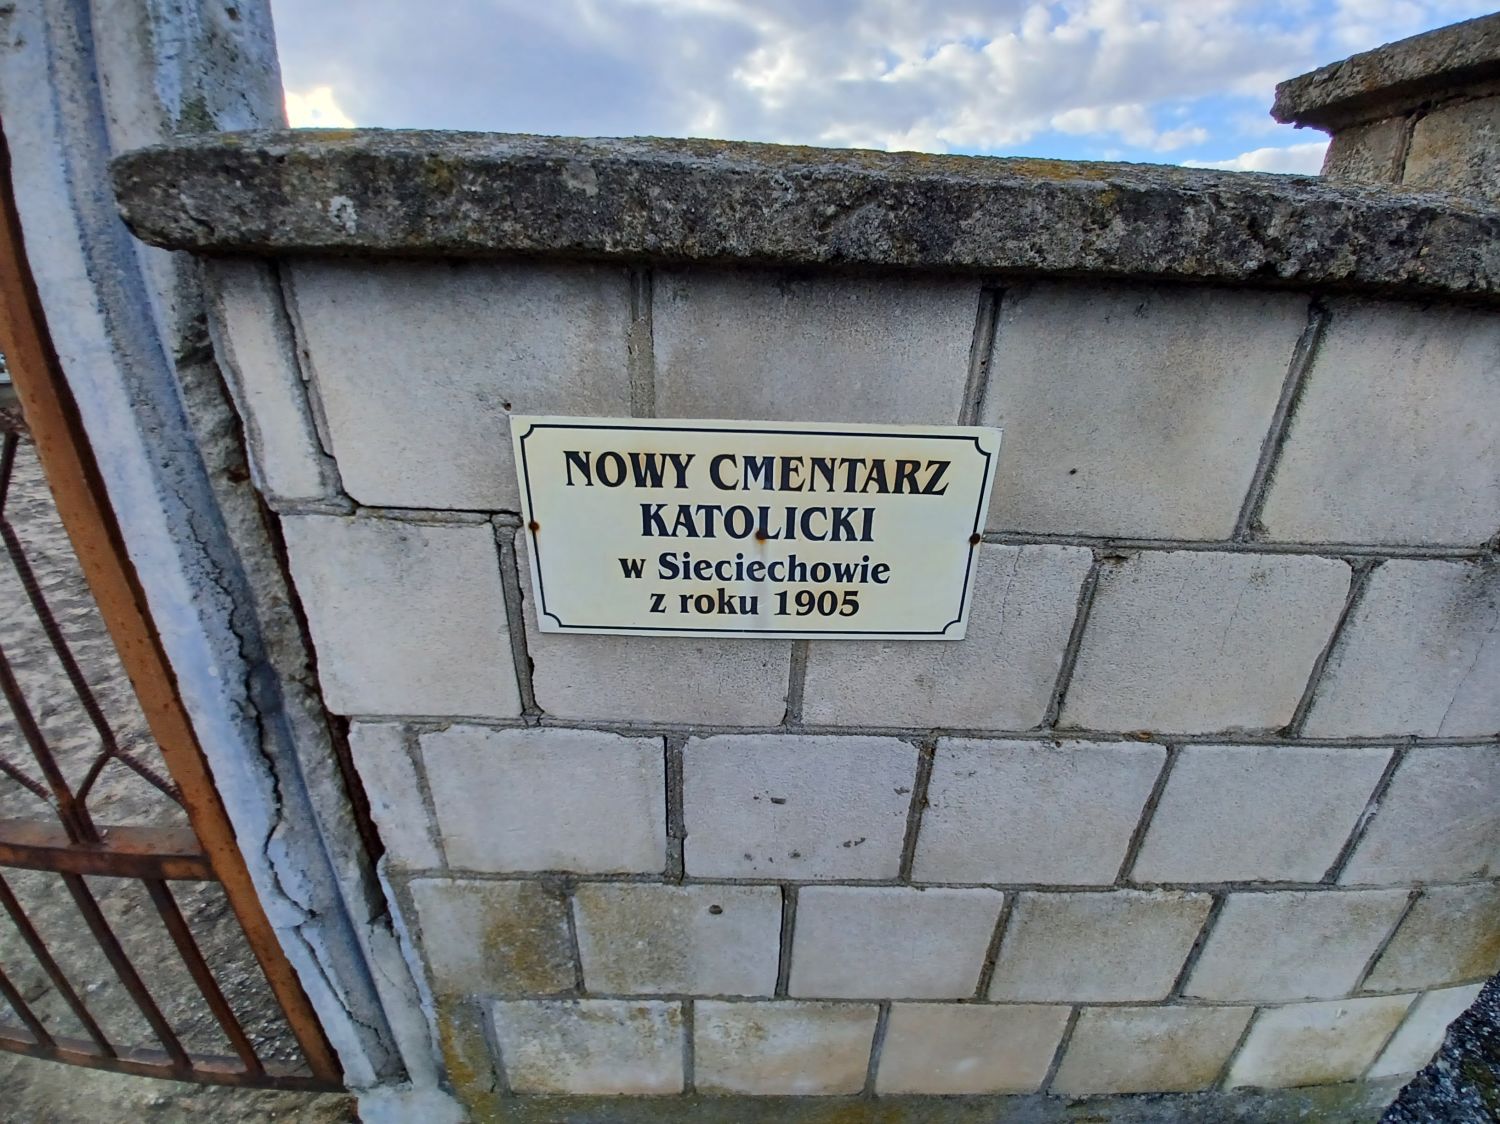 NOWY CMENTARZ
KATOLICKI
w Sieciechowie
z roku 1905